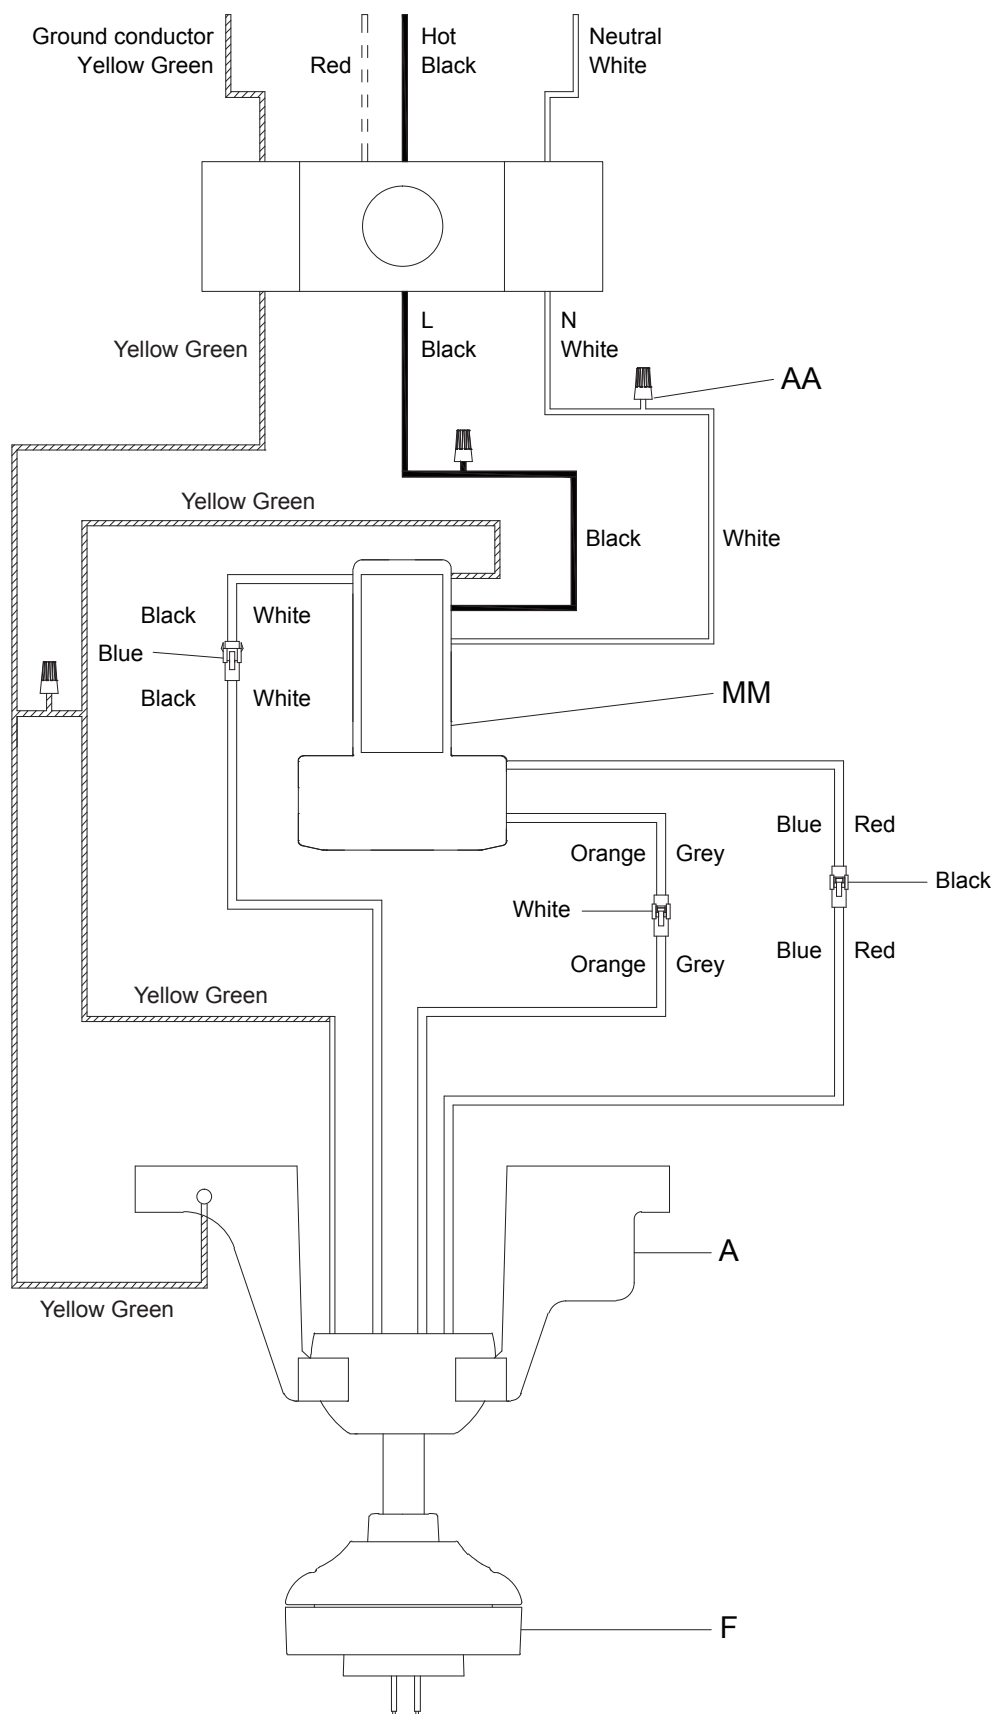 Ground conductor
Yellow Green
Red
Hot
Black
Neutral
White
L
Black
N
White
Yellow Green
AA
Yellow Green
Black
White
Black
White
Blue
Black
White
MM
Blue
Red
Orange
Grey
Black
White
Blue
Red
Orange
Grey
Yellow Green
A
Yellow Green
F